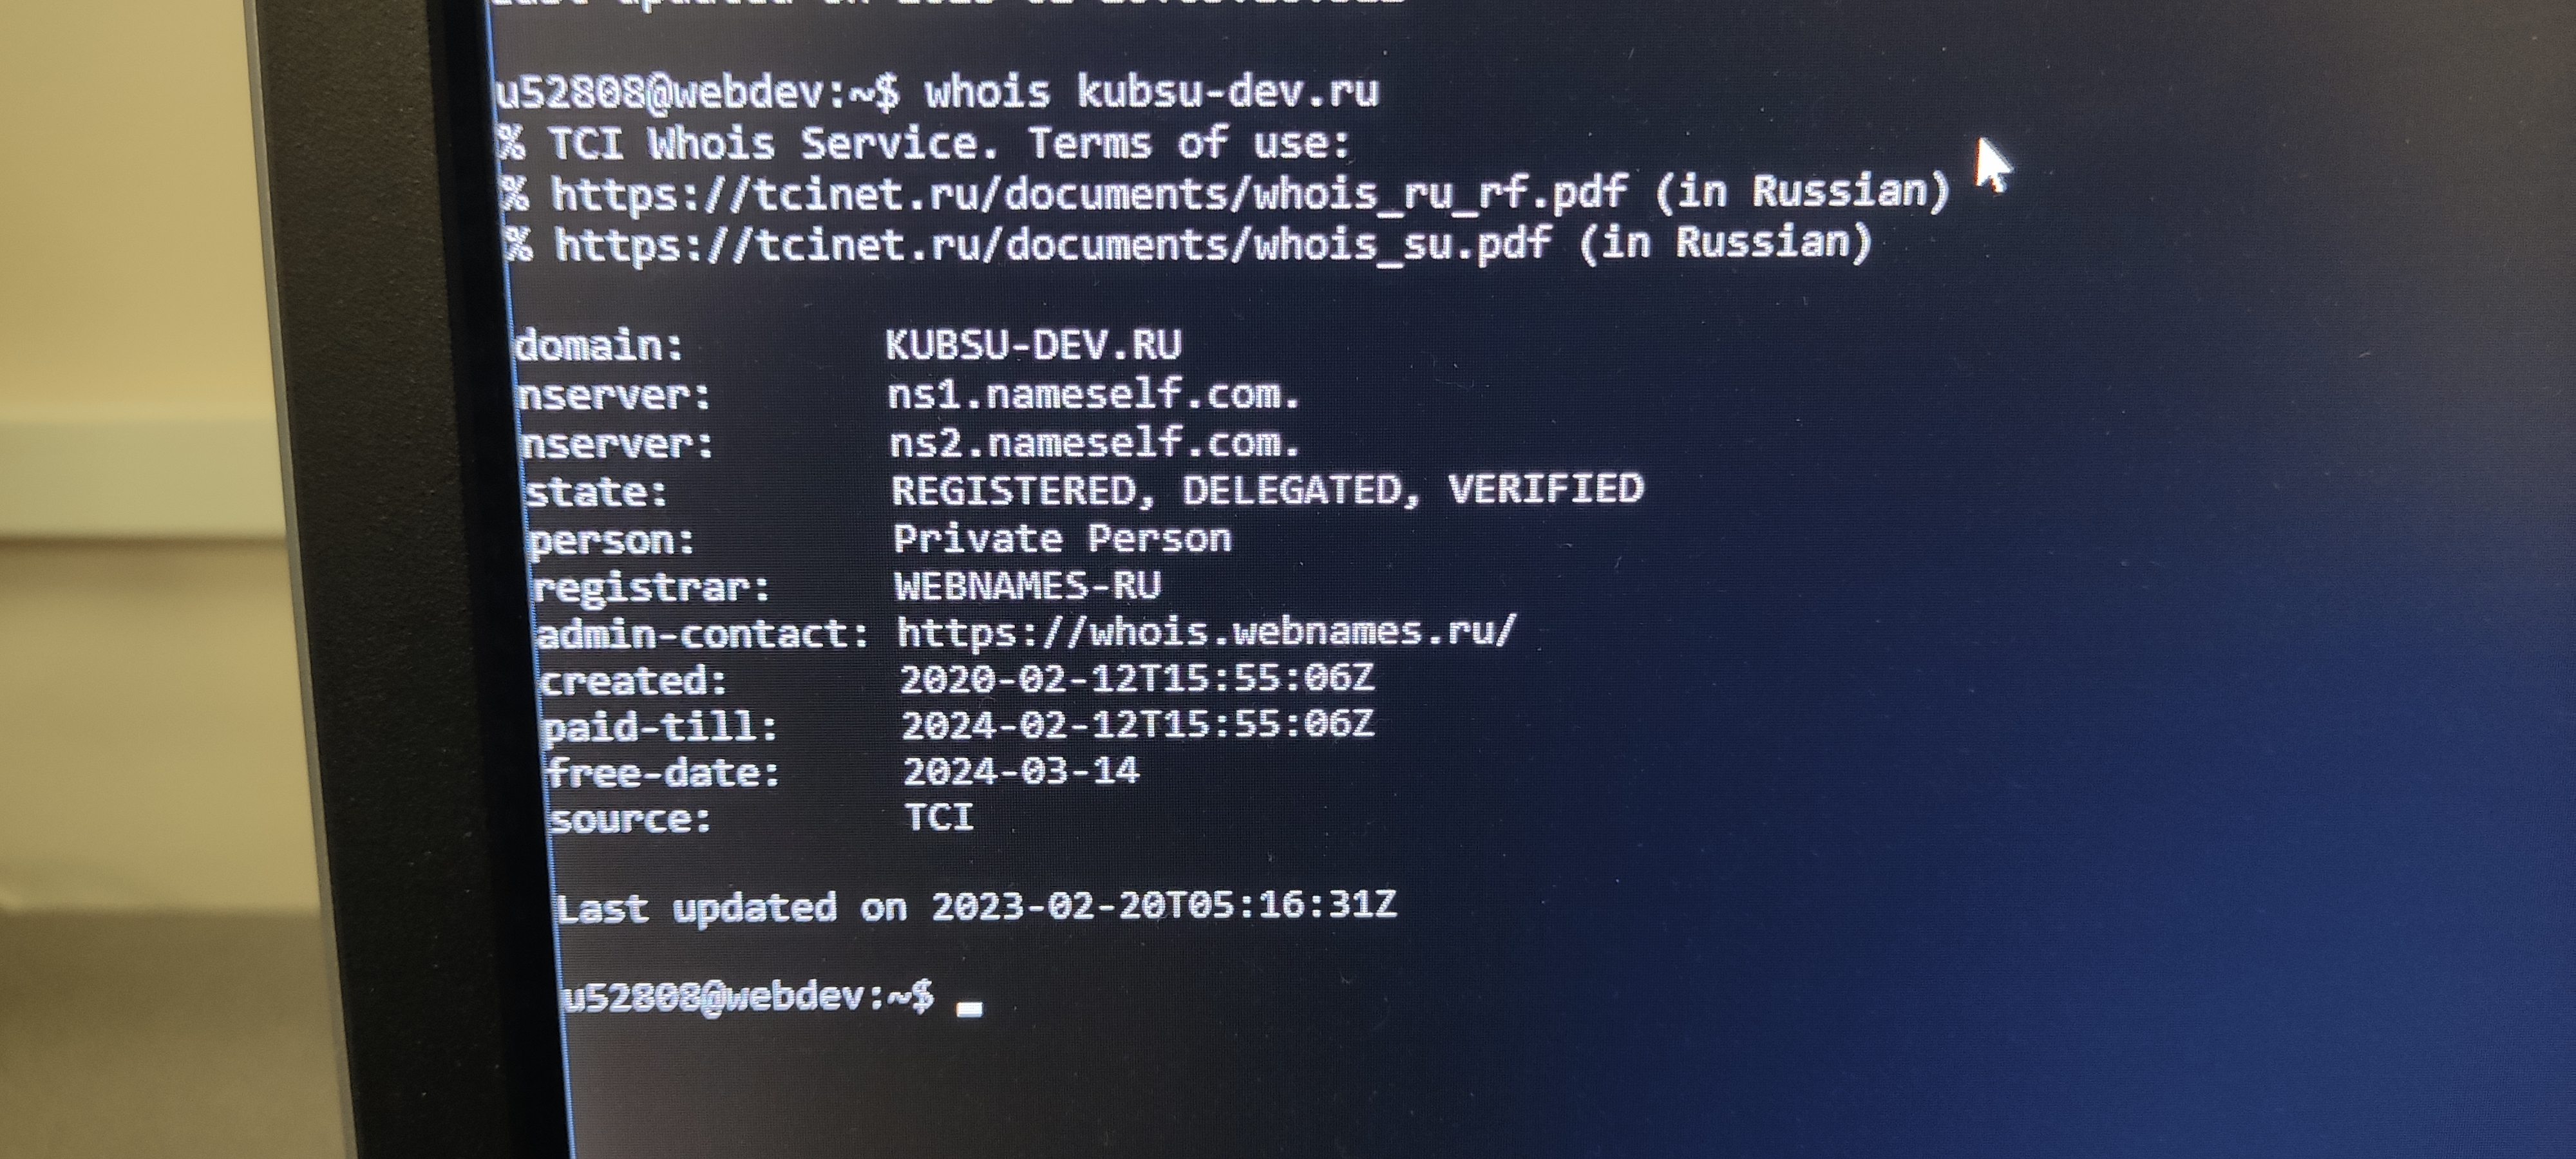 u52808@webdev:~$ whois kubsu-dev.ru
% TCI Whois Service. Terms of use:
% https://tcinet.ru/documents/whois_ru_rf.pdf (in Russian)
% https://tcinet.ru/documents/whois_su.pdf (in Russian)
domain: KUBSU-DEV.RU
nserver: ns1.nameself.com.
nserver: ns2.nameself.com.
state: REGISTERED, DELEGATED, VERIFIED
person: Private Person
registrar: WEBNAMES-RU
admin-contact: https://whois.webnames.ru/
created: 2020-02-12T15:55:06Z
paid-till: 2024-02-12T15:55:06Z
free-date: 2024-03-14
source: TCI
Last updated on 2023-02-20T05:16:31Z
u52808@webdev:~$